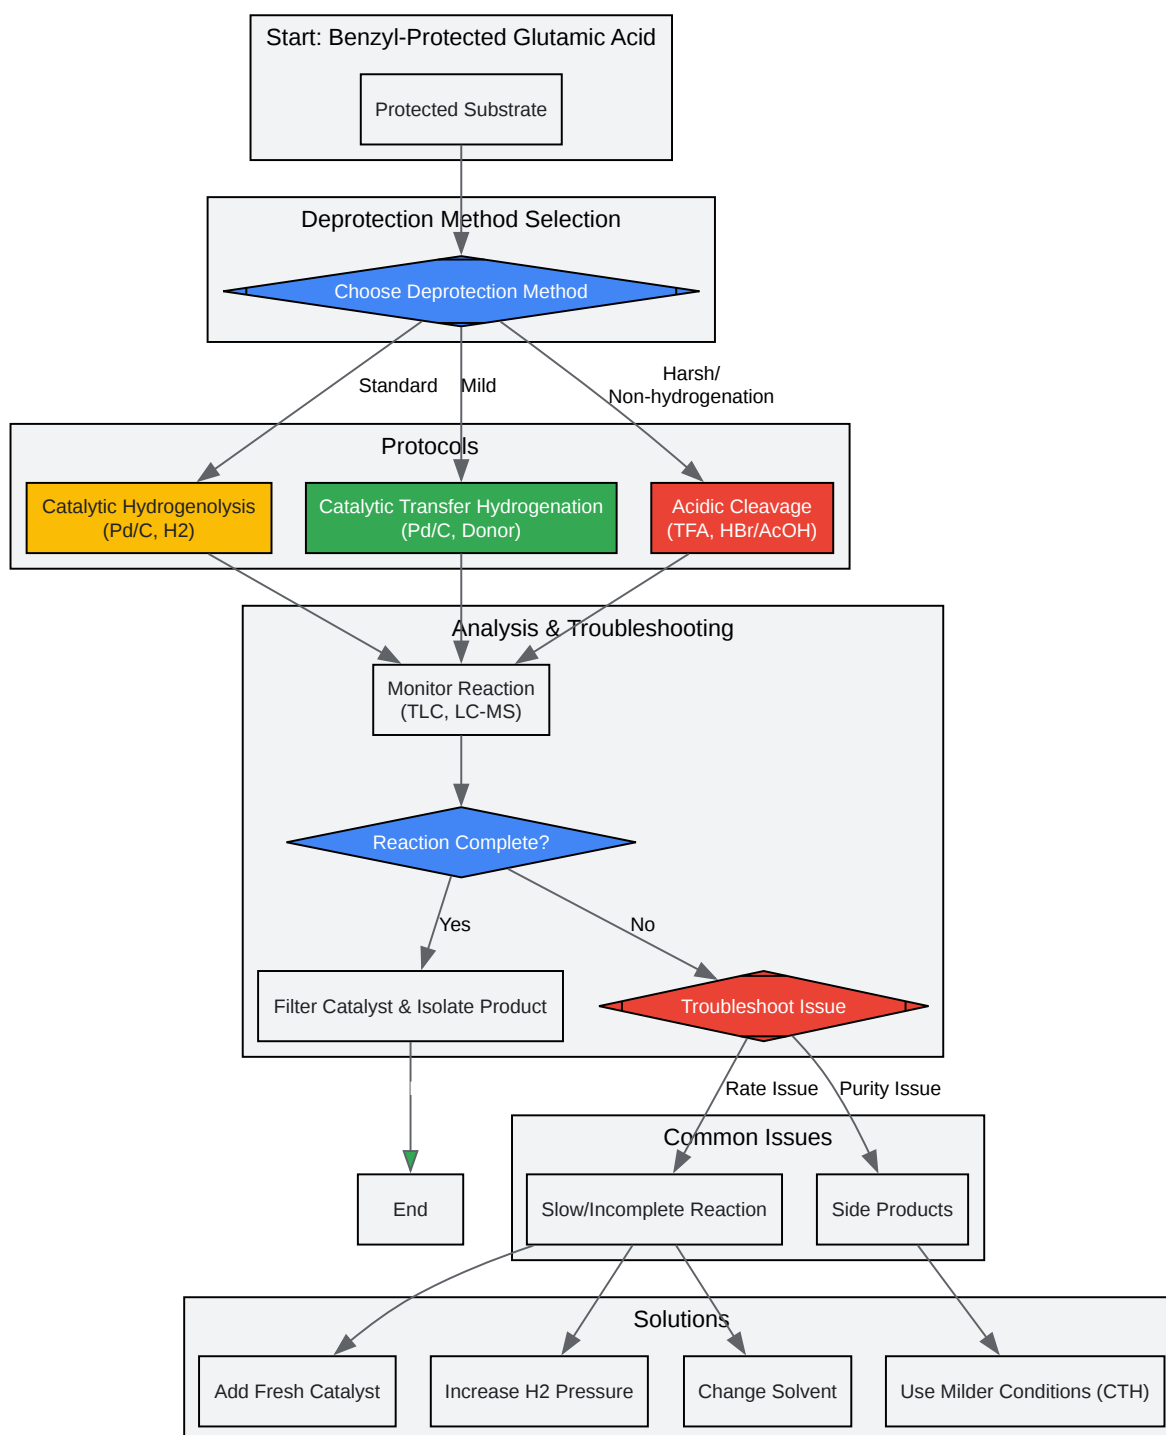 Start: Benzyl-Protected Glutamic Acid
Protected Substrate
Deprotection Method Selection
Choose Deprotection Method
Standard
Mild
Harsh/
Non-hydrogenation
Protocols
Catalytic Hydrogenolysis
(Pd/C, H2)
Catalytic Transfer Hydrogenation
(Pd/C, Donor)
Acidic Cleavage
(TFA, HBr/AcOH)
Analysis & Troubleshooting
Monitor Reaction
(TLC, LC-MS)
Reaction Complete?
Yes
No
Filter Catalyst & Isolate Product
Troubleshoot Issue
Rate Issue
Purity Issue
Common Issues
End
Slow/Incomplete Reaction
Side Products
Solutions
Add Fresh Catalyst
Increase H2 Pressure
Change Solvent
Use Milder Conditions (CTH)